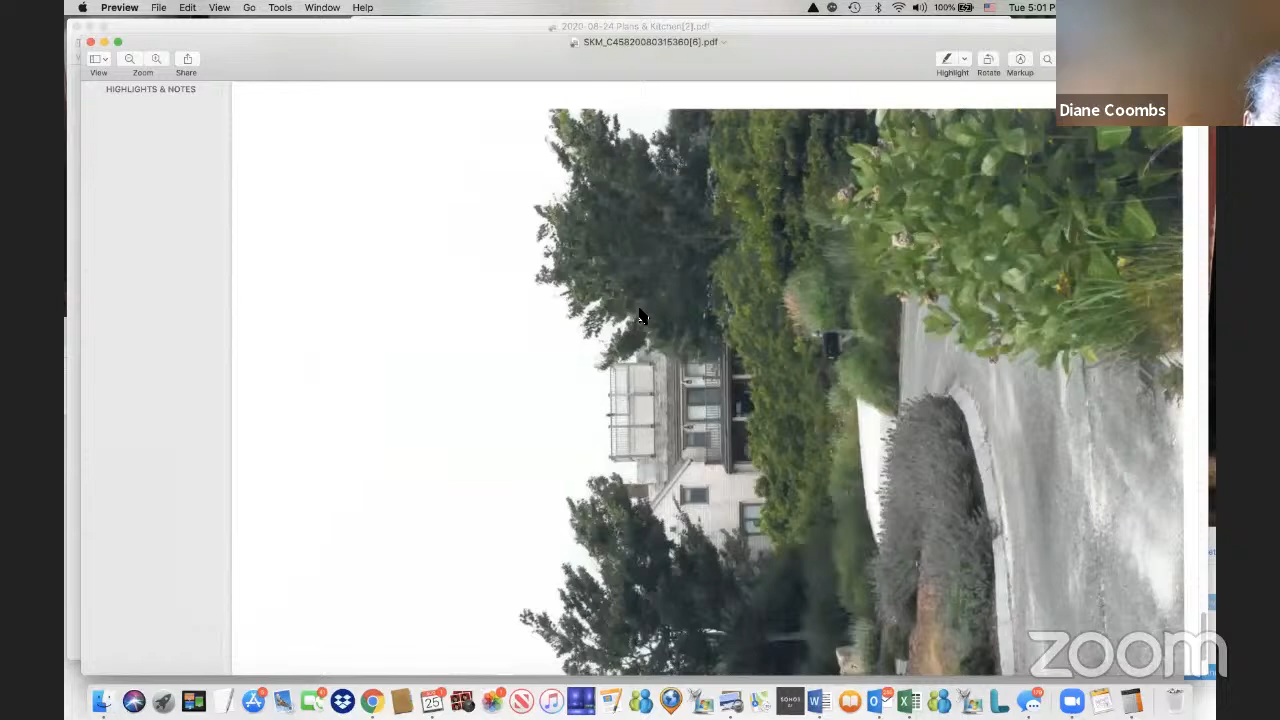 Preview File Edit View Go Tools Window Help
100%
Tue 5:01 P
2020-08-24 Plans & Kitchen[2].pdf
SKM_C45820080315360[6].pdf
View Zoom Share
Highlight Rotate Markup
HIGHLIGHTS & NOTES
Diane Coombs
zoom
SONOS